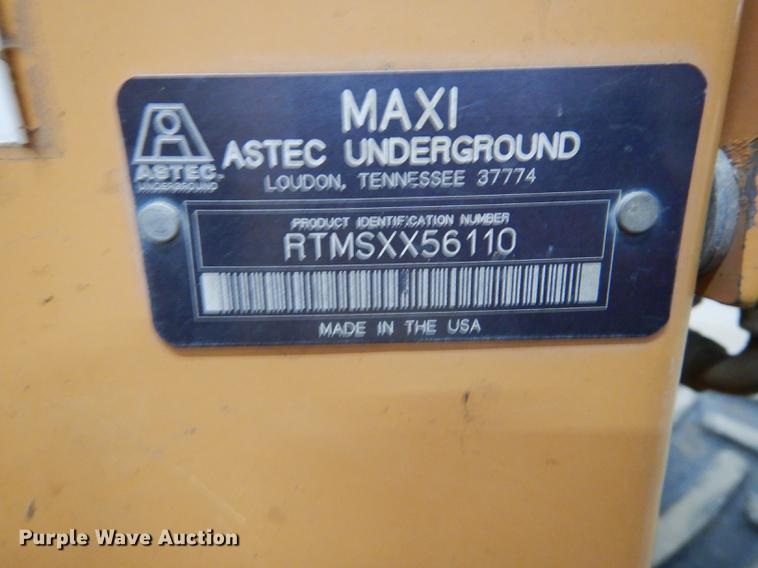 MAXI
ASTEC UNDERGROUND
LOUDON, TENNESSEE 37774
ASTEC
UNDERGROUND
PRODUCT IDENTIFICATION NUMBER
RTMSXX56110
MADE IN THE USA
Purple Wave Auction